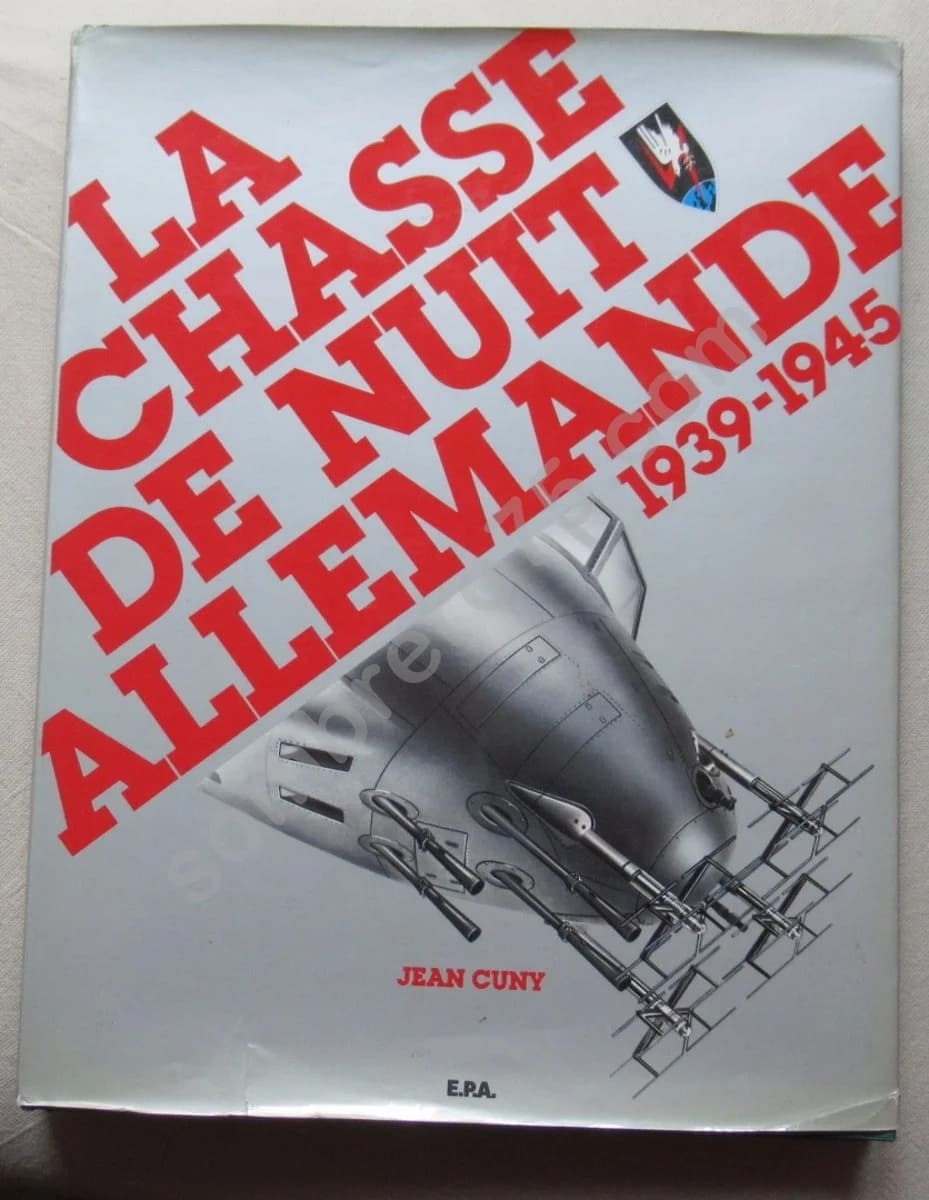 LA
CHASSE
DE NUIT
ALLEMANDE
1939-1945
JEAN CUNY
E.P.A.